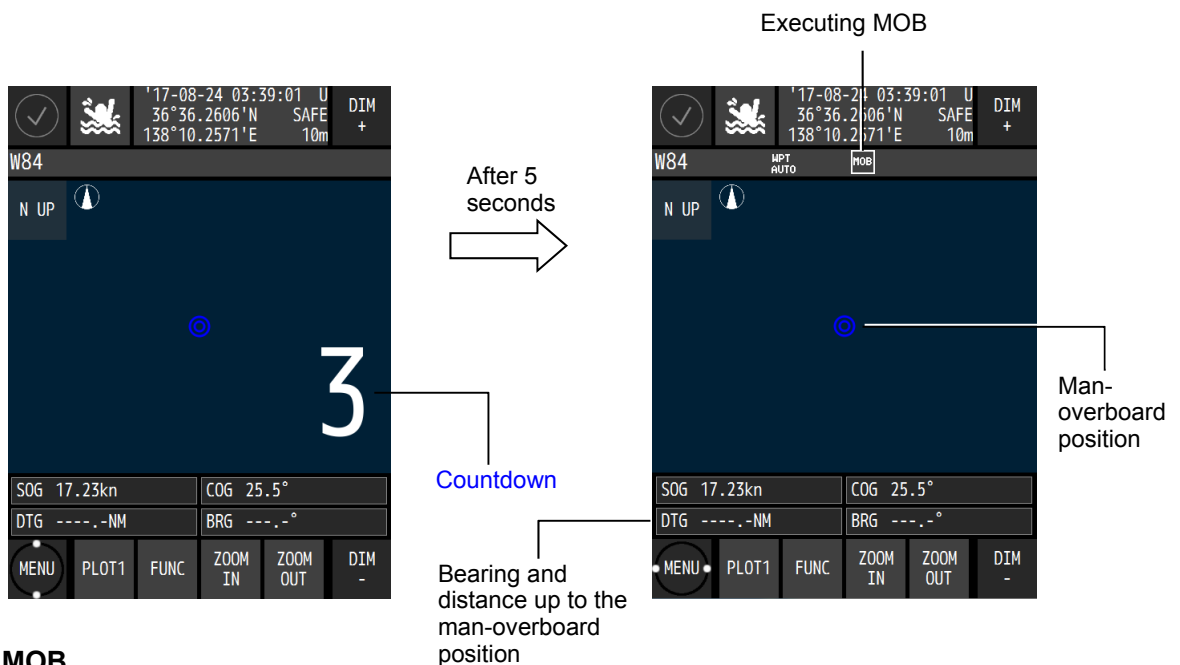 Executing MOB
'17-08-24 03:39:01 U
36°36.2606'N SAFE
138°10.2571'E 10m
DIM
+
W84
N UP
3
SOG 17.23kn
COG 25.5°
DTG ----.-NM
BRG ---.-°
MENU
PLOT1
FUNC
ZOOM
IN
ZOOM
OUT
DIM
-
After 5
seconds
Countdown
Bearing and
distance up to the
man-overboard
position
'17-08-24 03:39:01 U
36°36.2606'N SAFE
138°10.2571'E 10m
DIM
+
W84
WPT
AUTO
MOB
N UP
SOG 17.23kn
COG 25.5°
DTG ----.-NM
BRG ---.-°
MENU
PLOT1
FUNC
ZOOM
IN
ZOOM
OUT
DIM
-
Man-
overboard
position
MOB